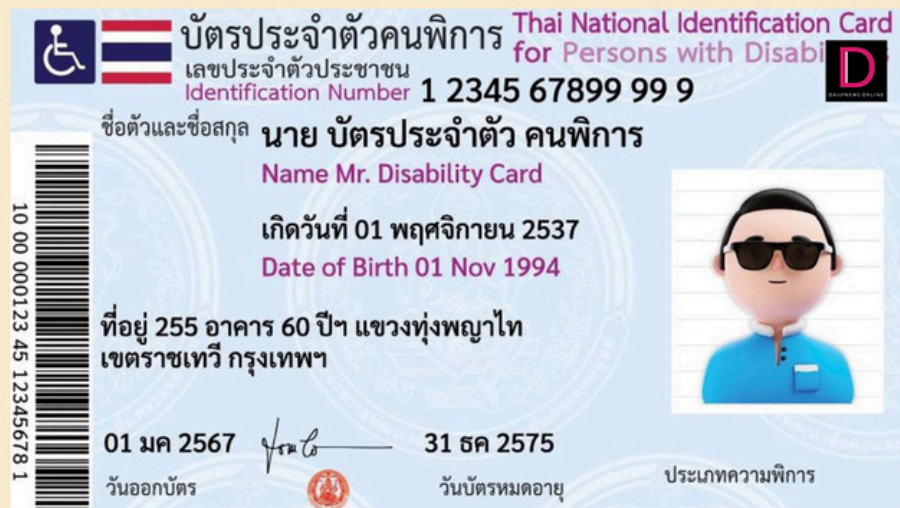 บัตรประจำตัวคนพิการ
Thai National Identification Card
for Persons with
เลขประจำตัวประชาชน
Identification Number 1 2345 67899 99 9
D
DAILYNEWS ONLINE
ชื่อตัวและชื่อสกุล นาย บัตรประจำตัว คนพิการ
Name Mr. Disability Card
เกิดวันที่ 01 พฤศจิกายน 2537
Date of Birth 01 Nov 1994
ที่อยู่ 255 อาคาร 60 ปีฯ แขวงทุ่งพญาไท
เขตราชเทวี กรุงเทพฯ
01 มค 2567
31 ธค 2575
วันออกบัตร
วันบัตรหมดอายุ
ประเภทความพิการ
10 00 000123 45 12345678 1